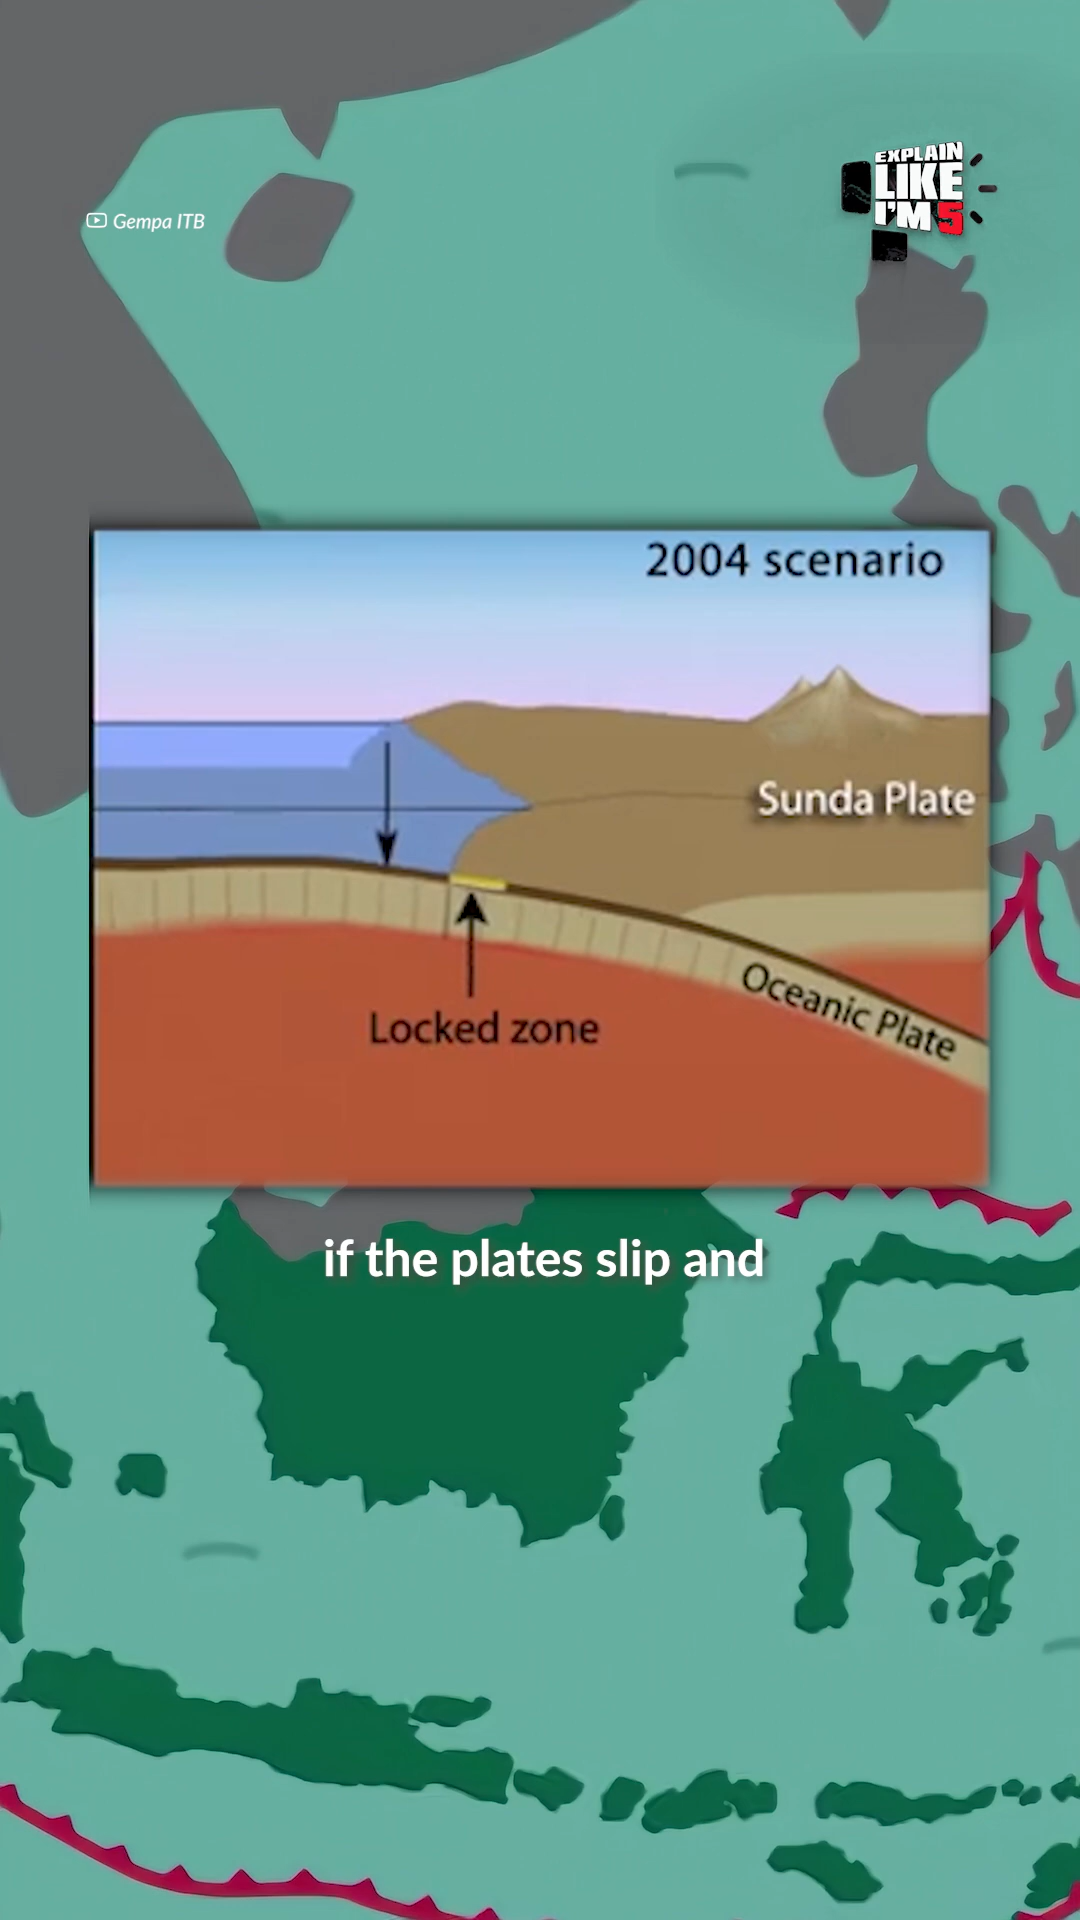 EXPLAIN
LIKE
I'M 5
Gempa ITB
2004 scenario
Sunda Plate
Oceanic Plate
Locked zone
if the plates slip and